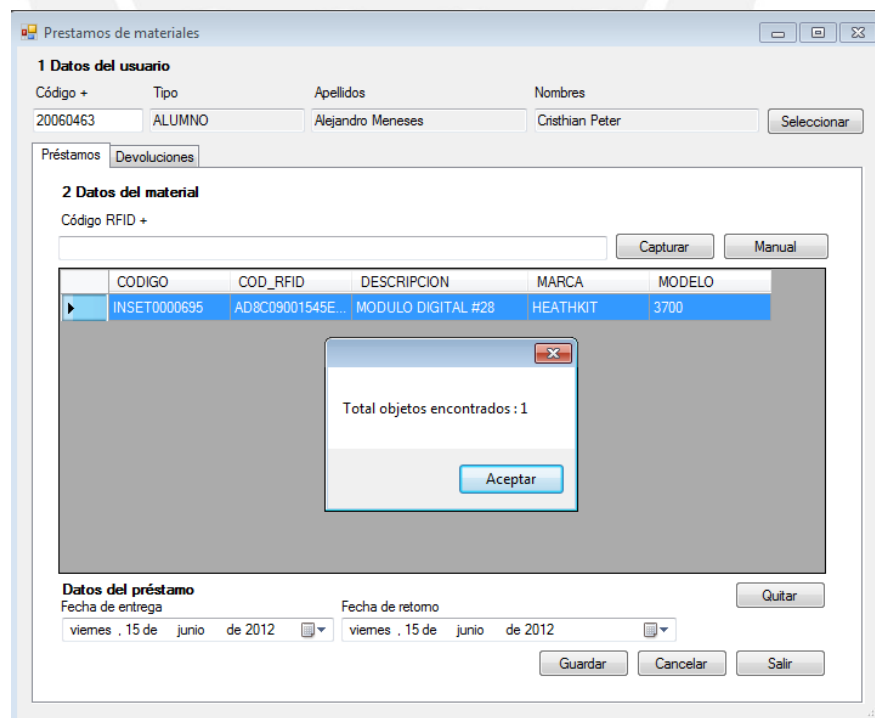 Prestamos de materiales
1 Datos del usuario
Código + Tipo Apellidos Nombres
20060463 ALUMNO Alejandro Meneses Cristhian Peter Seleccionar
Préstamos Devoluciones
2 Datos del material
Código RFID +
Capturar Manual
CODIGO COD_RFID DESCRIPCION MARCA MODELO
INSET0000695 AD8C09001545E... MODULO DIGITAL #28 HEATHKIT 3700
Total objetos encontrados : 1
Aceptar
Datos del préstamo
Quitar
Fecha de entrega Fecha de retorno
viernes , 15 de junio de 2012 viernes , 15 de junio de 2012
Guardar Cancelar Salir